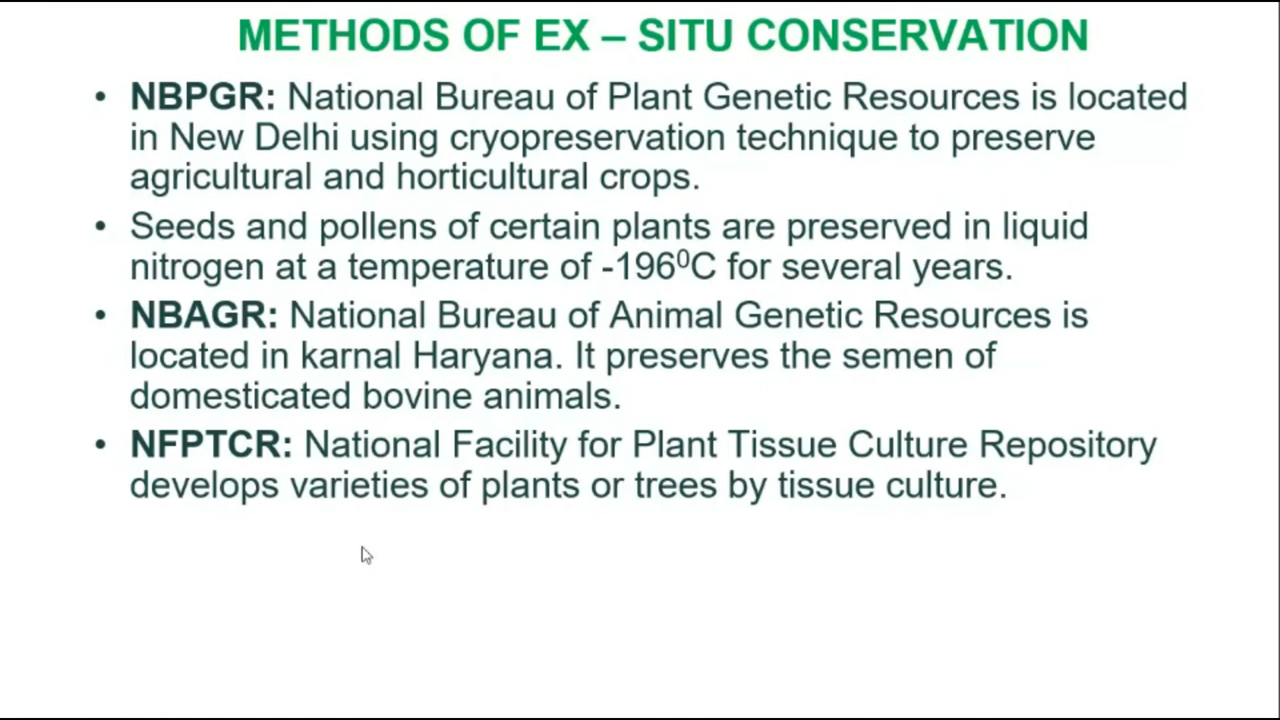 METHODS OF EX – SITU CONSERVATION
• NBPGR: National Bureau of Plant Genetic Resources is located
in New Delhi using cryopreservation technique to preserve
agricultural and horticultural crops.
• Seeds and pollens of certain plants are preserved in liquid
nitrogen at a temperature of -196⁰C for several years.
• NBAGR: National Bureau of Animal Genetic Resources is
located in karnal Haryana. It preserves the semen of
domesticated bovine animals.
• NFPTCR: National Facility for Plant Tissue Culture Repository
develops varieties of plants or trees by tissue culture.